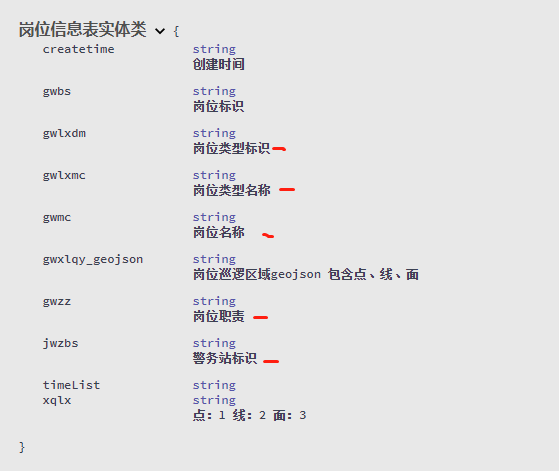 岗位信息表实体类 {
createtime string
创建时间
gwbs string
岗位标识
gwlxdm string
岗位类型标识
gwlxmc string
岗位类型名称
gwmc string
岗位名称
gwxlqy_geojson string
岗位巡逻区域geojson 包含点、线、面
gwzz string
岗位职责
jwzbs string
警务站标识
timeList string
xqlx string
点: 1 线: 2 面: 3
}